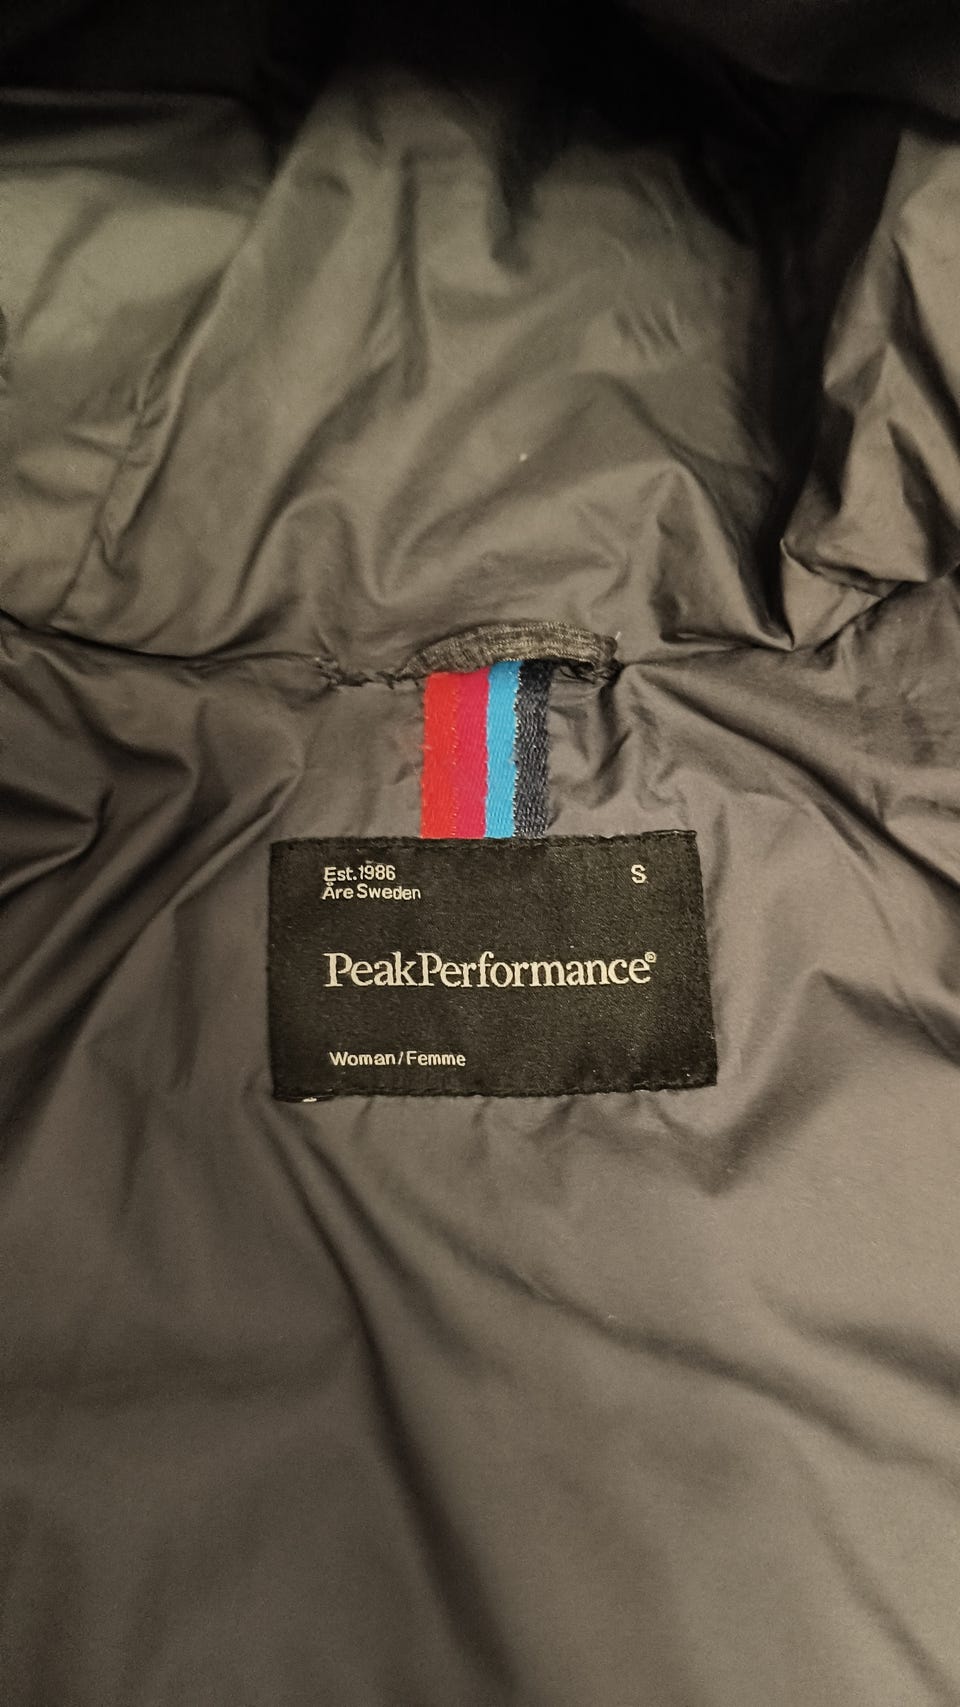 Est.1986
S
Åre Sweden
PeakPerformance®
Woman/Femme